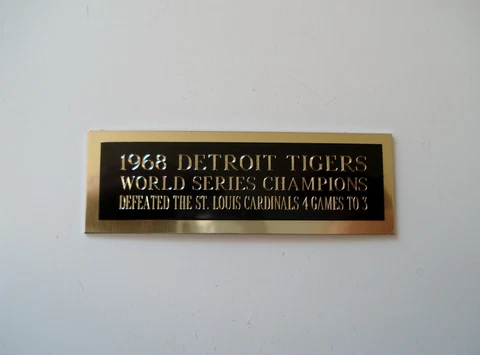 1968 DETROIT TIGERS
WORLD SERIES CHAMPIONS
DEFEATED THE ST. LOUIS CARDINALS 4 GAMES TO 3